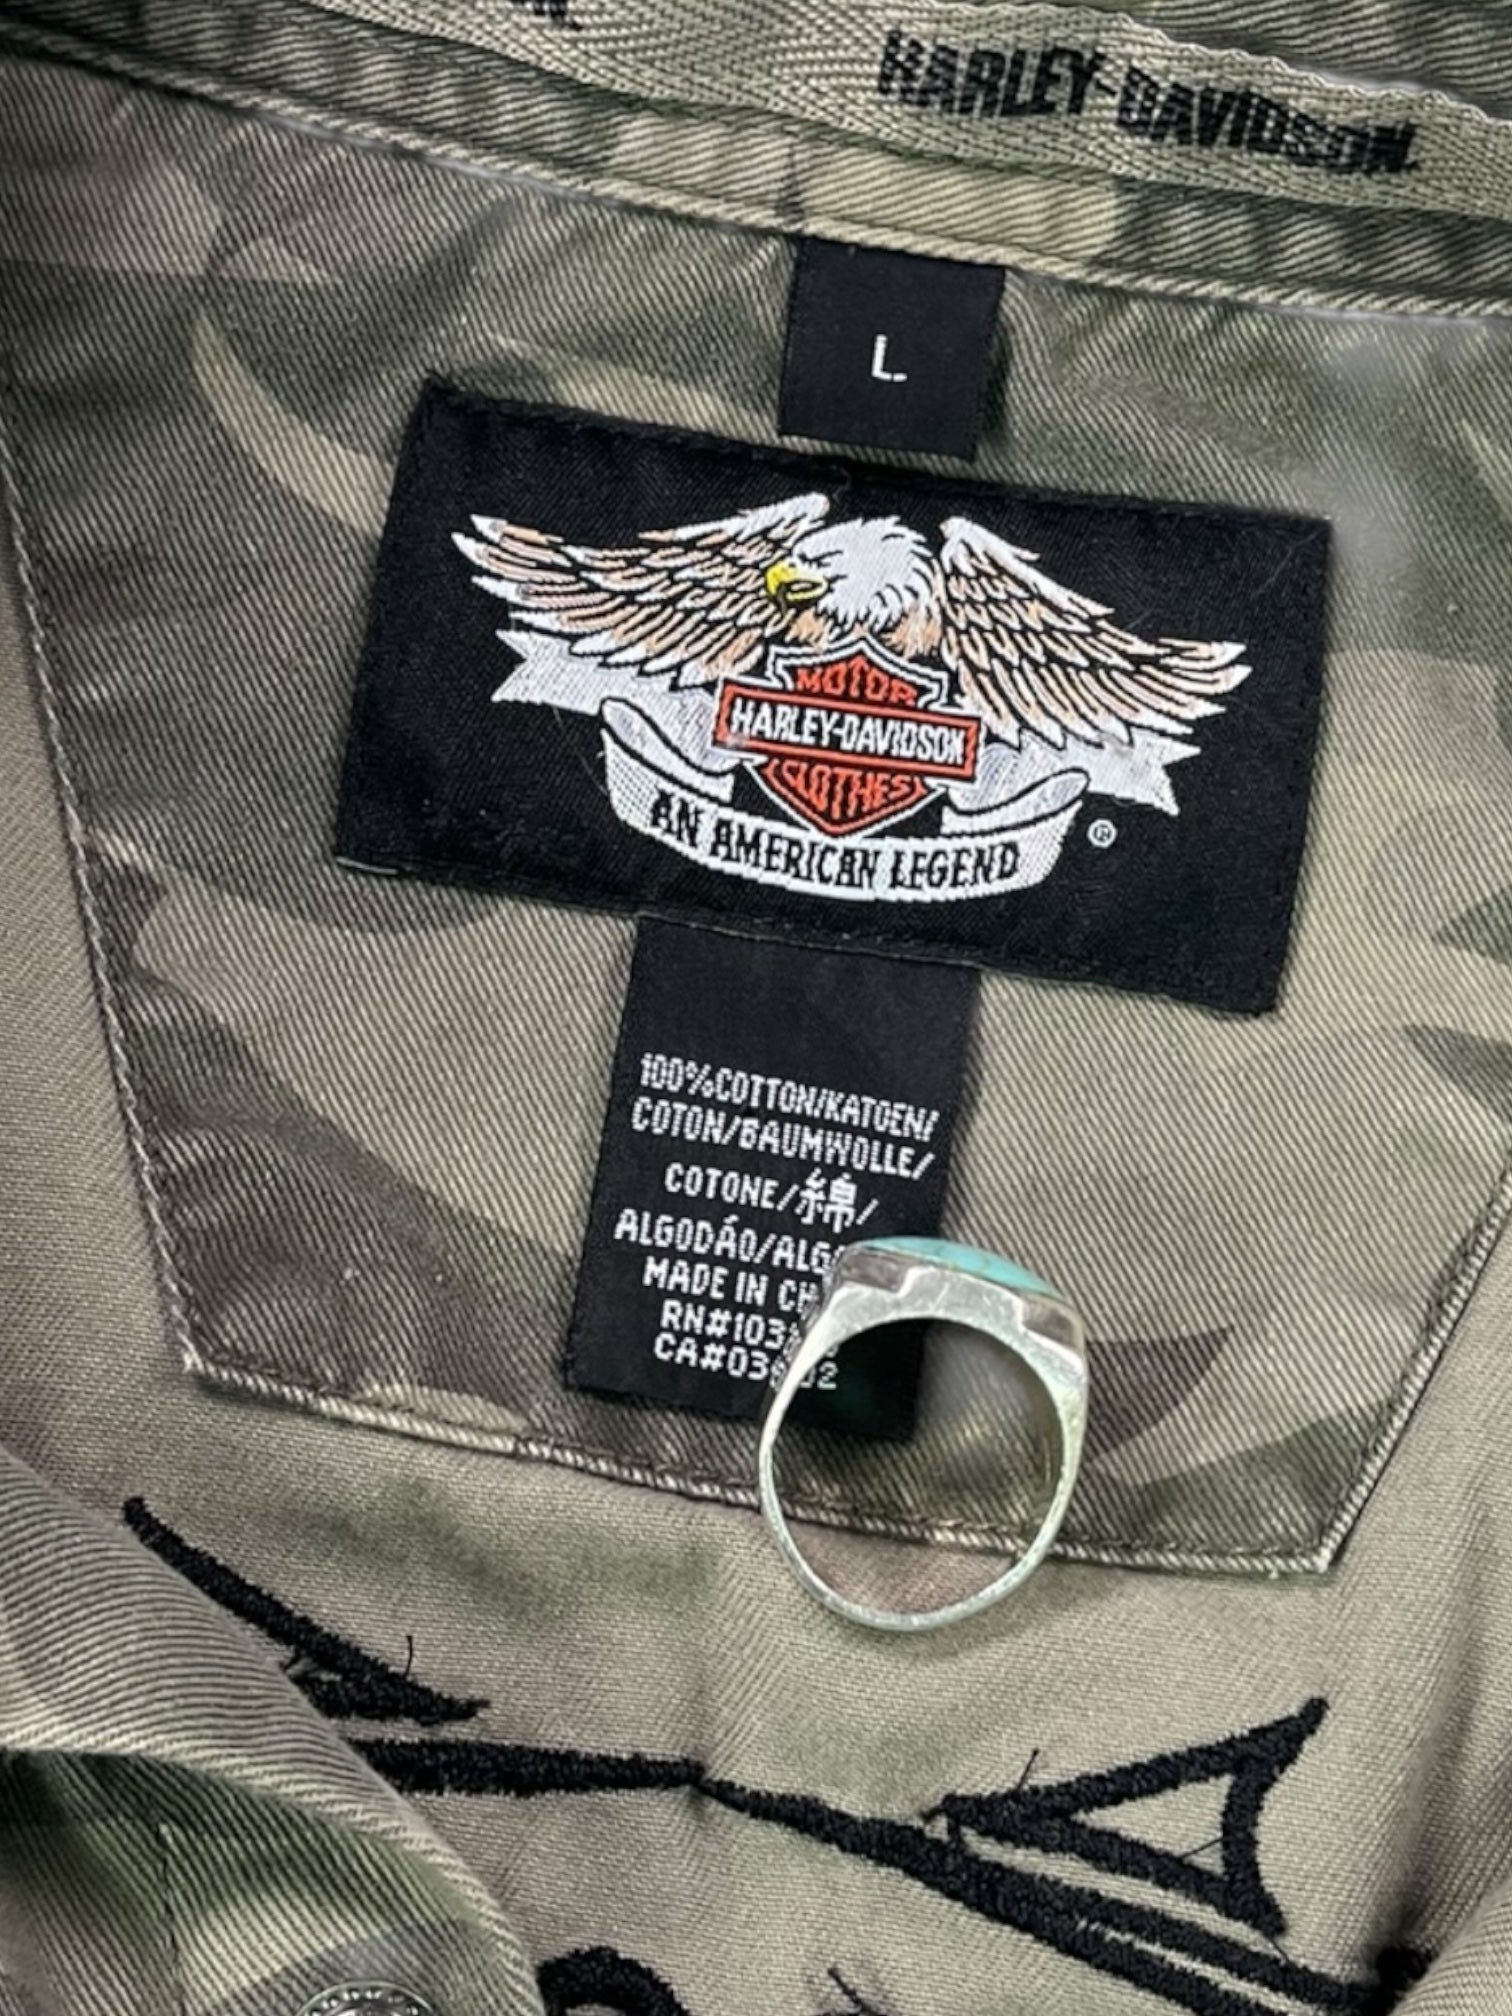 HARLEY-DAVIDSON
L
MOTOR
HARLEY-DAVIDSON
CLOTHES
AN AMERICAN LEGEND
®
100%COTTON/KATOEN/
COTON/BAUMWOLLE/
COTONE/綿/
ALGODÃO/
MADE IN